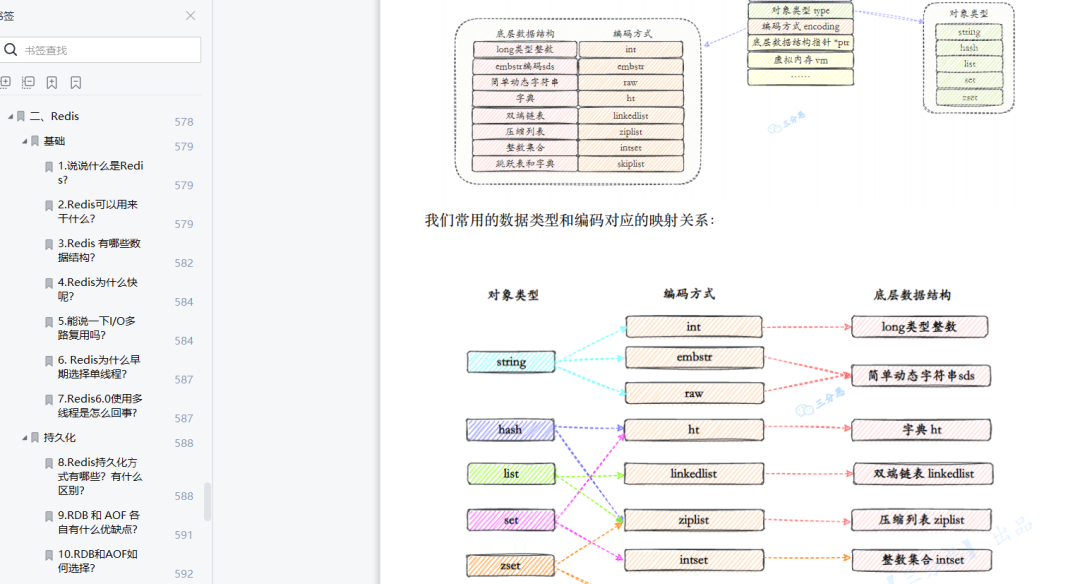 书签
书签查找
二、Redis 578
基础 579
1.说说什么是Redi
s? 579
2.Redis可以用来
干什么? 579
3.Redis 有哪些数
据结构? 582
4.Redis为什么快
呢? 584
5.能说一下I/O多
路复用吗? 584
6. Redis为什么早
期选择单线程? 587
7.Redis6.0使用多
线程是怎么回事? 587
持久化 588
8.Redis持久化方
式有哪些？有什么
区别? 588
9.RDB 和 AOF 各
自有什么优缺点? 591
10.RDB和AOF如
何选择? 592
底层数据结构 编码方式
long类型整数 int
embstr编码sds embstr
简单动态字符串 raw
字典 ht
双端链表 linkedlist
压缩列表 ziplist
整数集合 intset
跳跃表和字典 skiplist
对象类型 type
编码方式 encoding
底层数据结构指针 *ptr
虚拟内存 vm
......
对象类型
string
hash
list
set
zset
三分恶
我们常用的数据类型和编码对应的映射关系：
对象类型 编码方式 底层数据结构
int long类型整数
string embstr 简单动态字符串sds
raw
三分恶
hash ht 字典 ht
list linkedlist 双端链表 linkedlist
set ziplist 压缩列表 ziplist
zset intset 整数集合 intset
出品